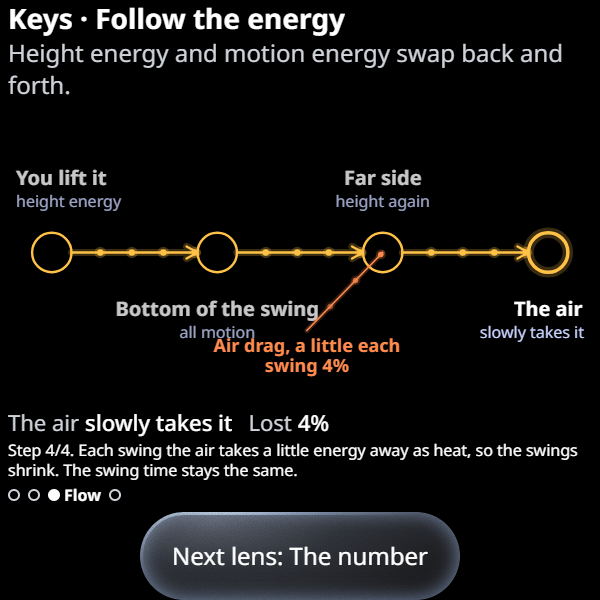 Keys · Follow the energy
Height energy and motion energy swap back and
forth.
You lift it
height energy
Far side
height again
Bottom of the swing
all motion
The air
slowly takes it
Air drag, a little each
swing 4%
The air slowly takes it Lost 4%
Step 4/4. Each swing the air takes a little energy away as heat, so the swings
shrink. The swing time stays the same.
Flow
Next lens: The number